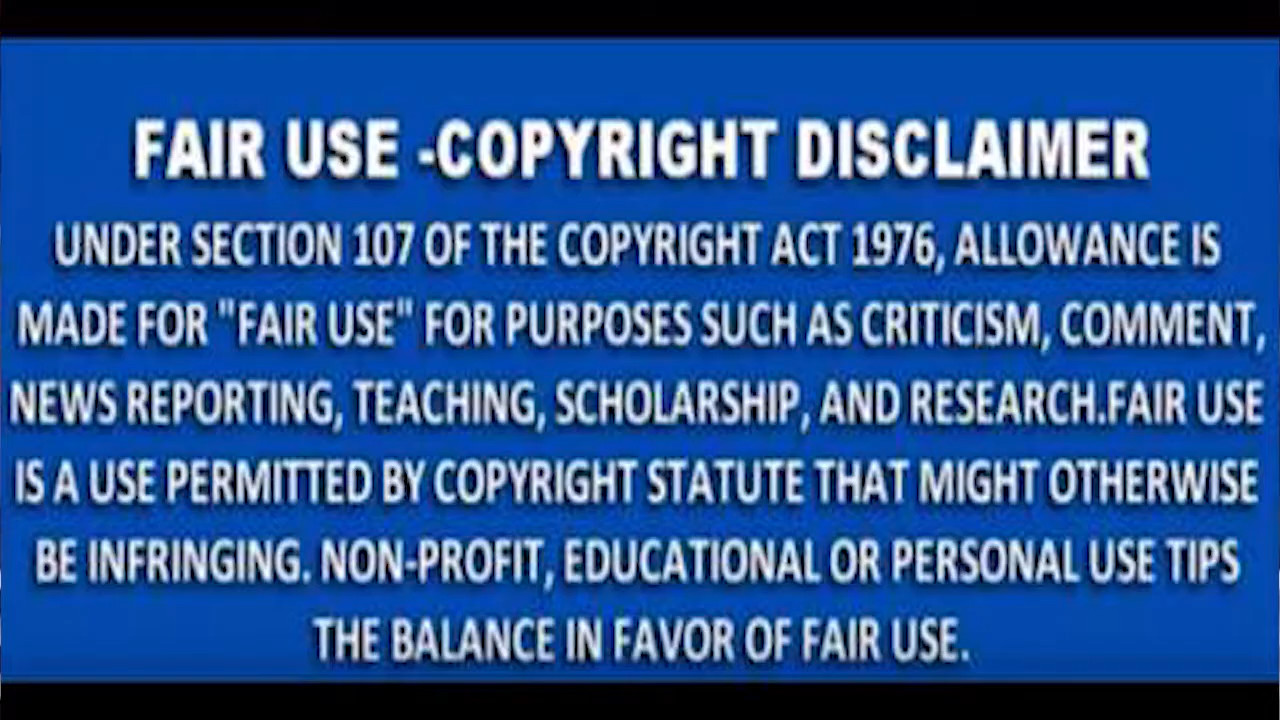 FAIR USE -COPYRIGHT DISCLAIMER
UNDER SECTION 107 OF THE COPYRIGHT ACT 1976, ALLOWANCE IS
MADE FOR "FAIR USE" FOR PURPOSES SUCH AS CRITICISM, COMMENT,
NEWS REPORTING, TEACHING, SCHOLARSHIP, AND RESEARCH.FAIR USE
IS A USE PERMITTED BY COPYRIGHT STATUTE THAT MIGHT OTHERWISE
BE INFRINGING. NON-PROFIT, EDUCATIONAL OR PERSONAL USE TIPS
THE BALANCE IN FAVOR OF FAIR USE.